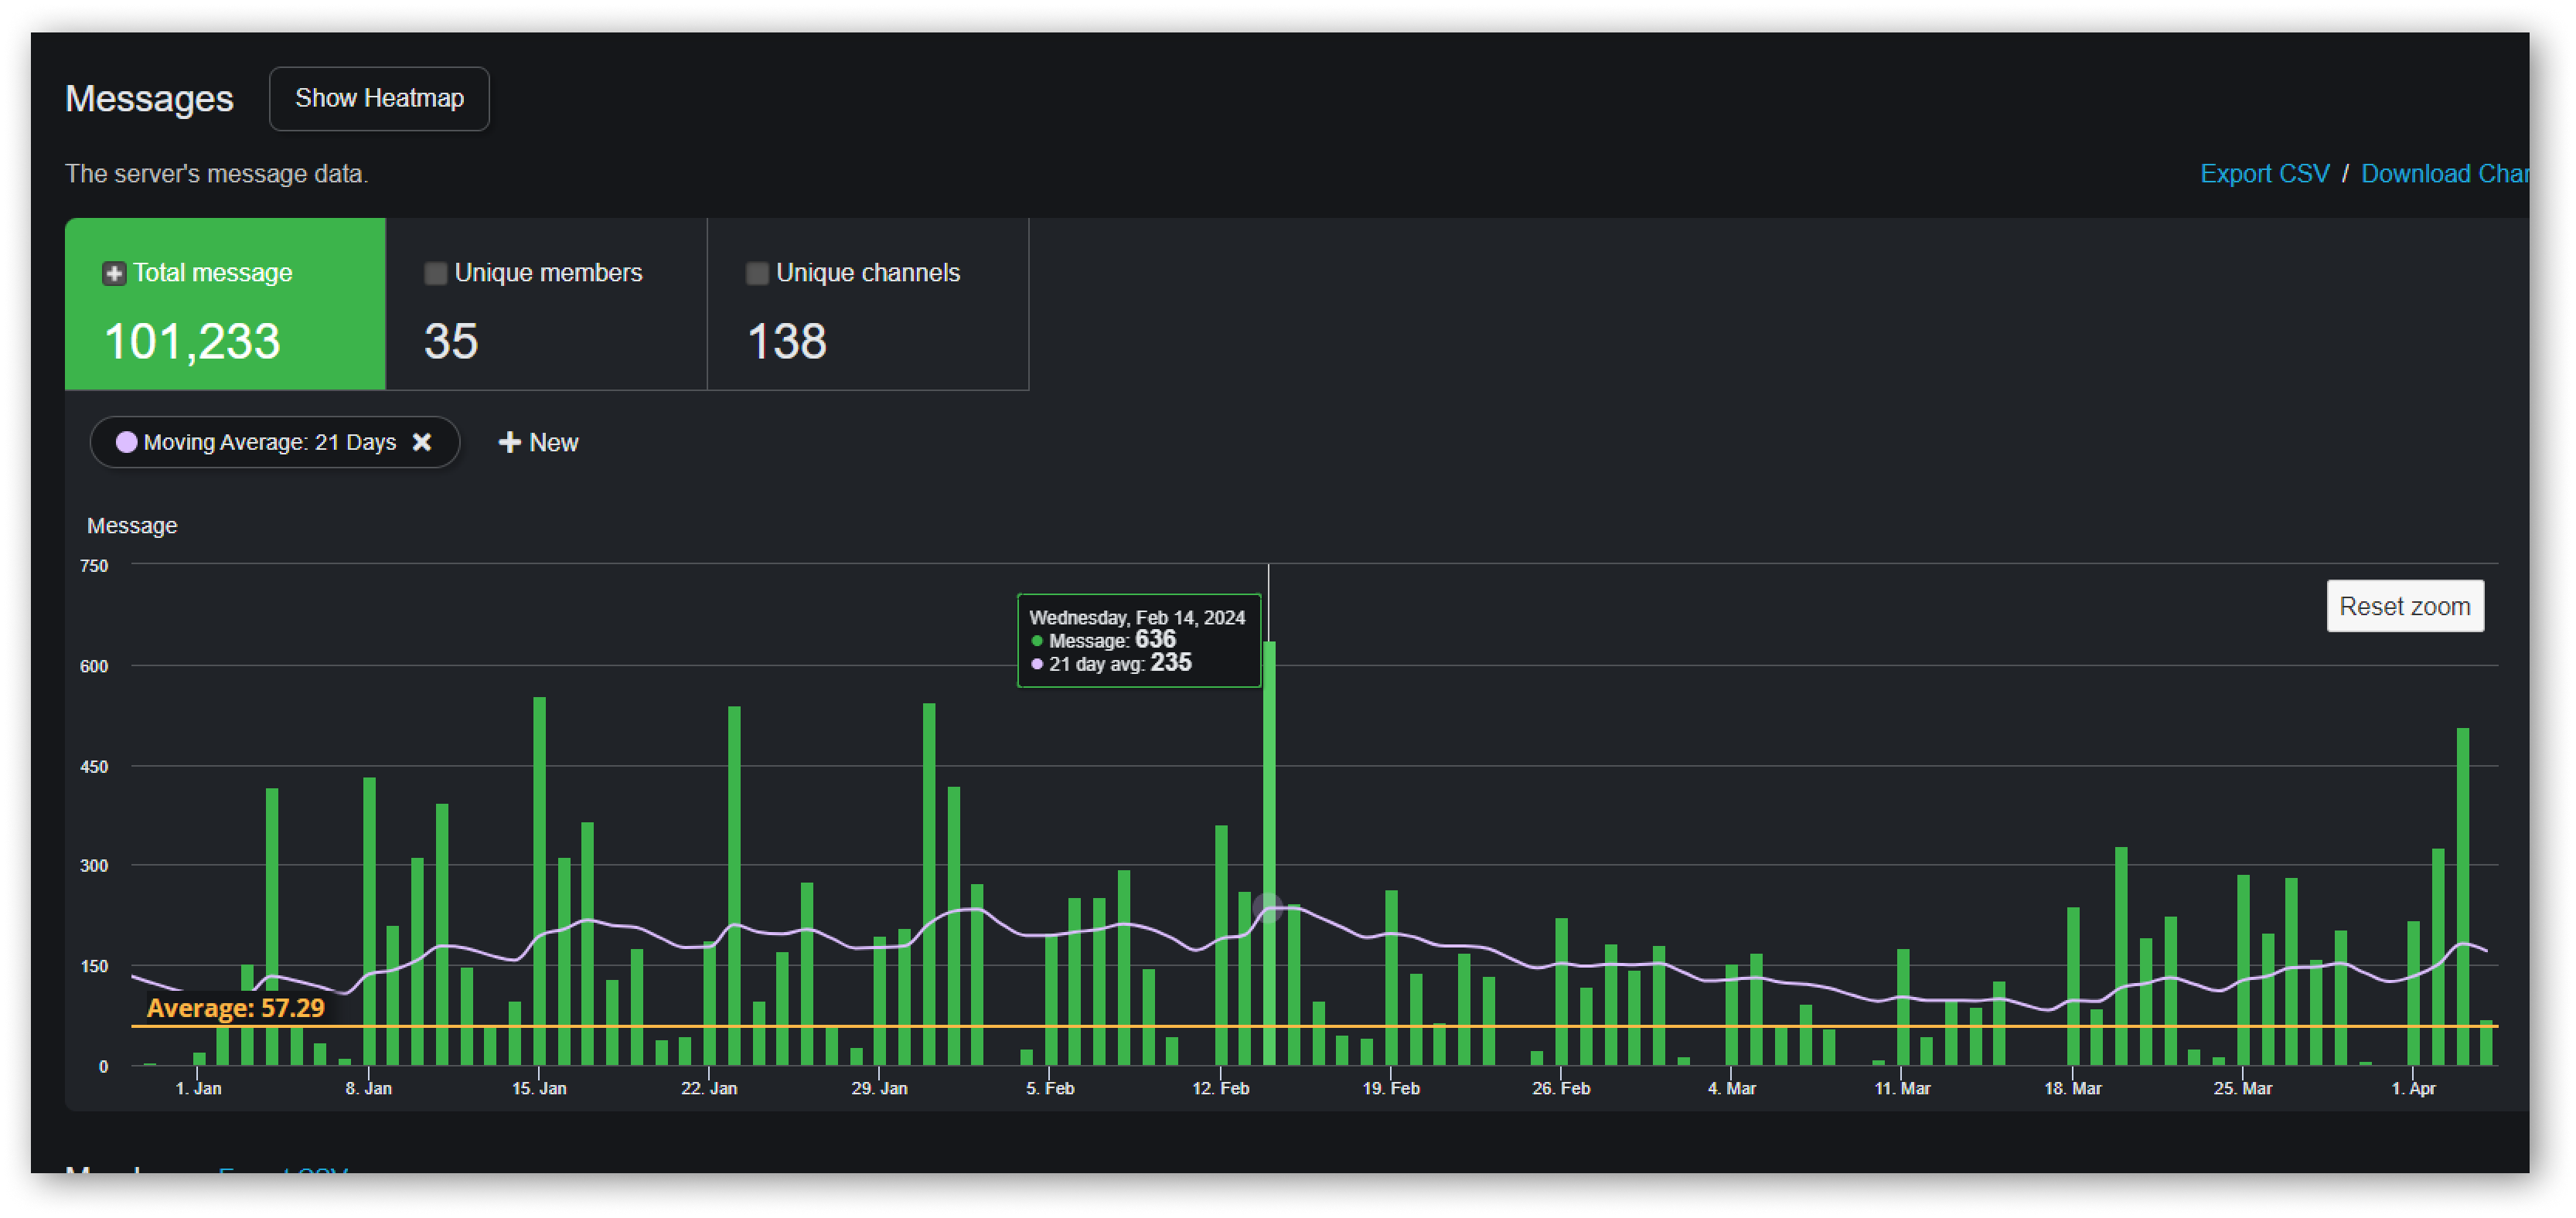 Messages
Show Heatmap
The server's message data.
Export CSV / Download Char
Total message
101,233
Unique members
35
Unique channels
138
Moving Average: 21 Days
New
Message
750
600
450
300
150
0
Reset zoom
Wednesday, Feb 14, 2024
Message: 636
21 day avg: 235
Average: 57.29
1. Jan
8. Jan
15. Jan
22. Jan
29. Jan
5. Feb
12. Feb
19. Feb
26. Feb
4. Mar
11. Mar
18. Mar
25. Mar
1. Apr
Export CSV